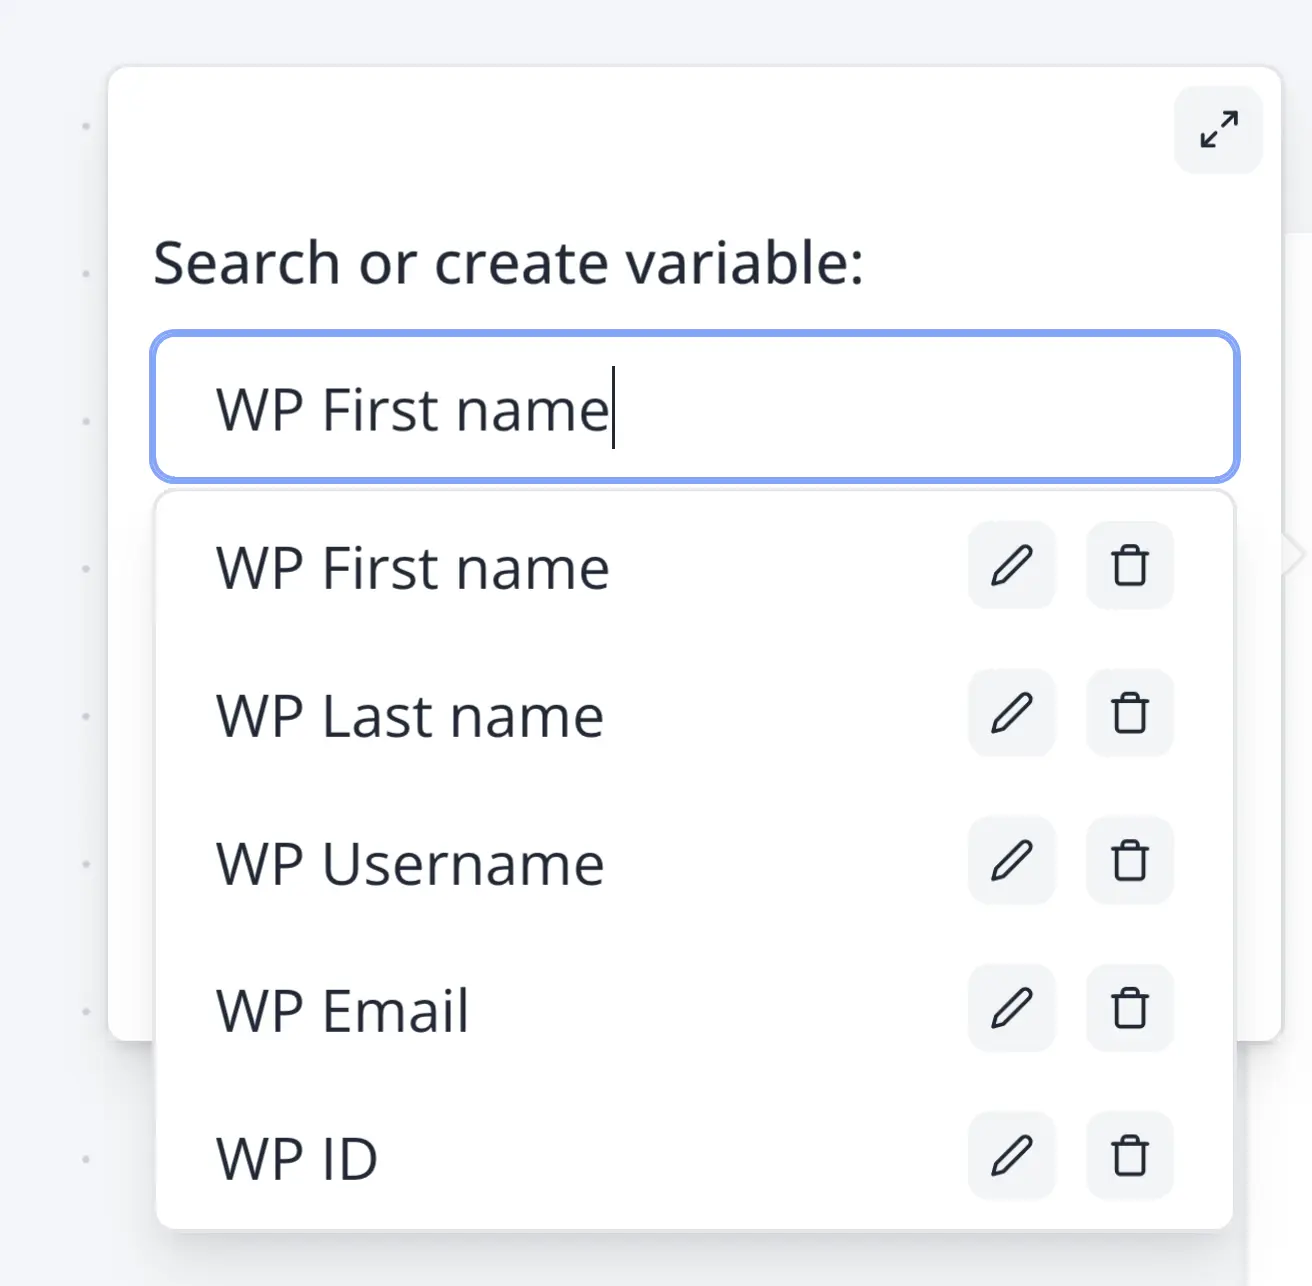 Search or create variable:
WP First name
WP First name
WP Last name
WP Username
WP Email
WP ID